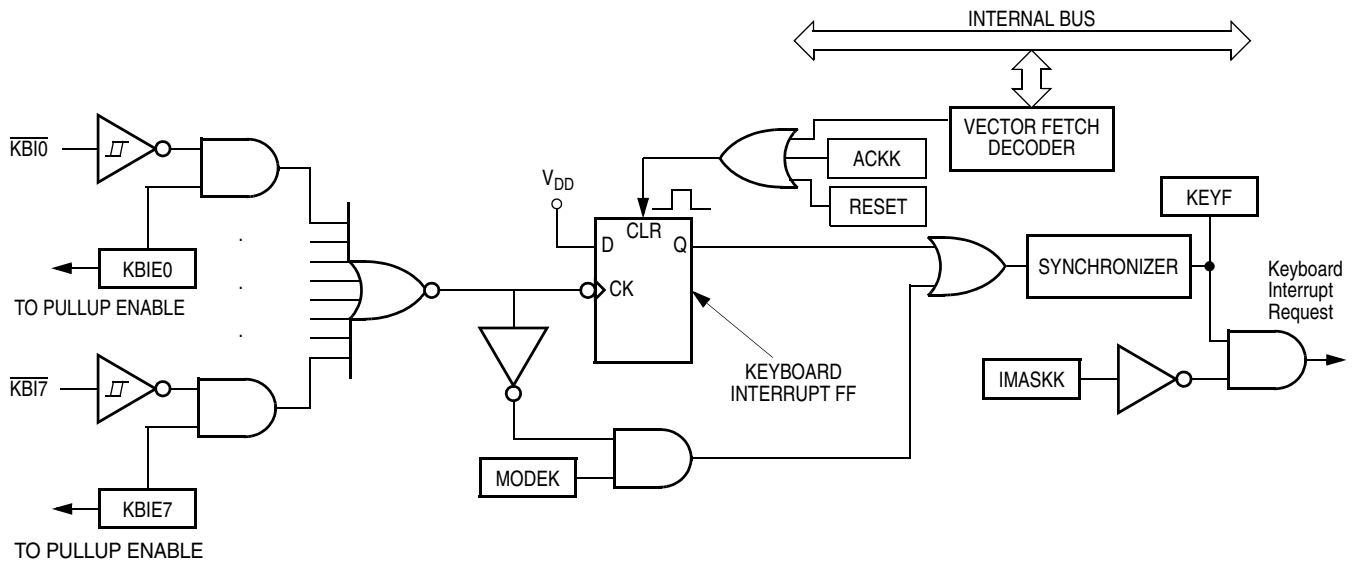 INTERNAL BUS
VECTOR FETCH
DECODER
ACKK
RESET
KBI0
KBIE0
TO PULLUP ENABLE
.
.
.
KBI7
KBIE7
TO PULLUP ENABLE
VDD
D
CLR
Q
CK
KEYBOARD
INTERRUPT FF
MODEK
SYNCHRONIZER
KEYF
IMASKK
Keyboard
Interrupt
Request